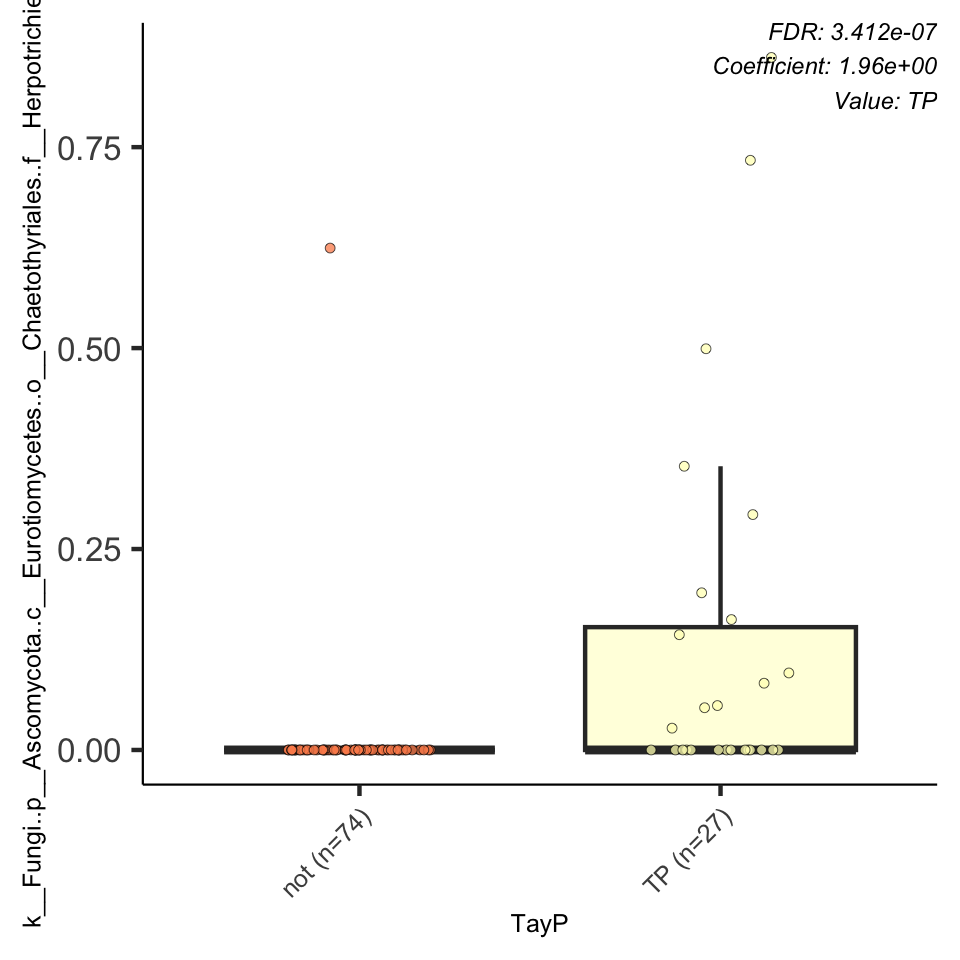 FDR: 3.412e-07
Coefficient: 1.96e+00
Value: TP
k__Fungi..p__Ascomycota..c__Eurotiomycetes..o__Chaetothyriales..f__Herpotrichie
0.75
0.50
0.25
0.00
not (n=74)
TP (n=27)
TayP